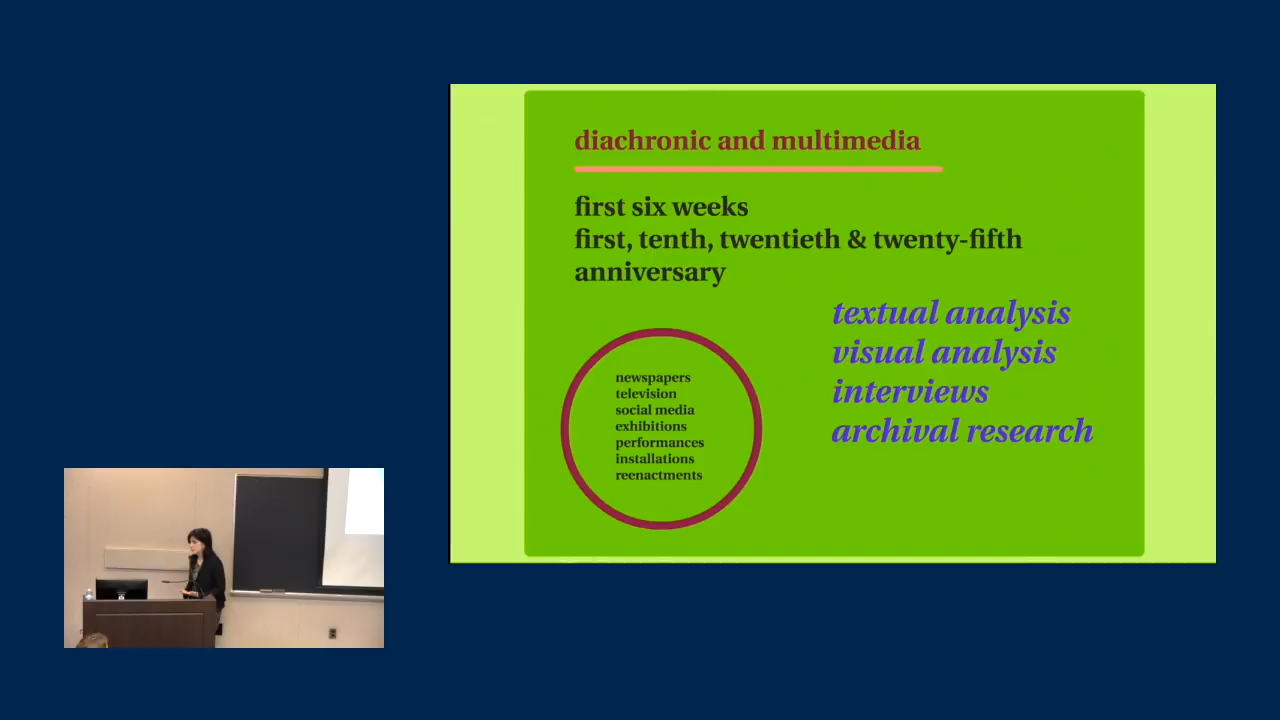 diachronic and multimedia
first six weeks
first, tenth, twentieth & twenty-fifth
anniversary
textual analysis
visual analysis
interviews
archival research
newspapers
television
social media
exhibitions
performances
installations
reenactments